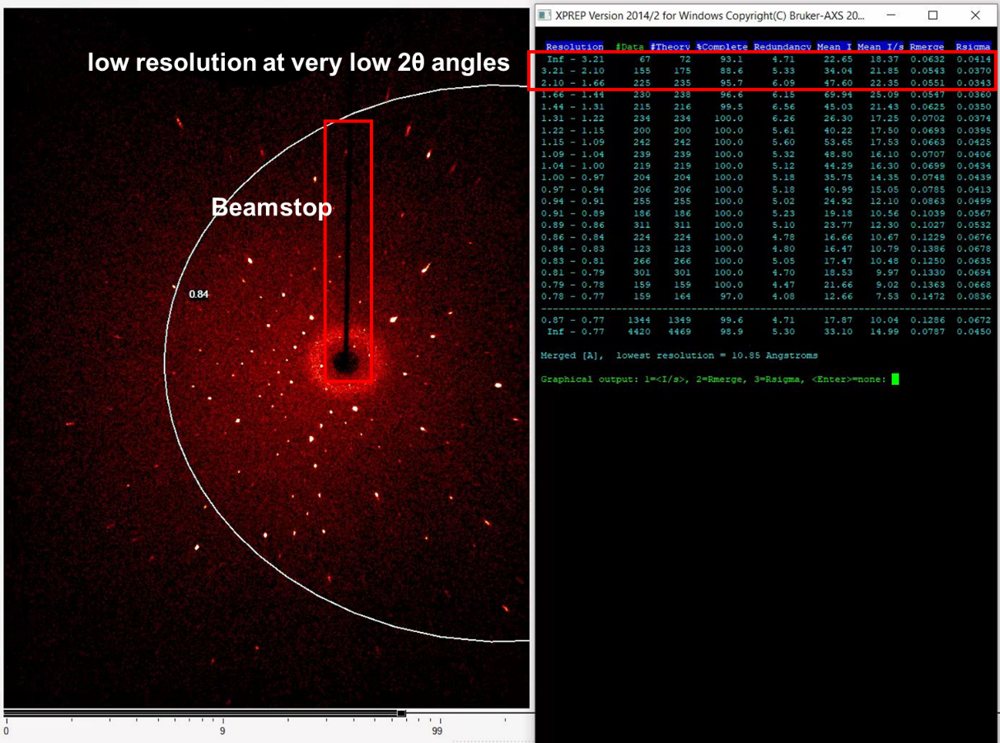 low resolution at very low 2θ angles
Beamstop
0.84
0 9 99
XPREP Version 2014/2 for Windows Copyright(C) Bruker-AXS 20...
Resolution #Data #Theory %Complete Redundancy Mean I Mean I/s Rmerge Rsigma
Inf - 3.21 67 72 93.1 4.71 22.65 18.37 0.0632 0.0414
3.21 - 2.10 155 175 88.6 5.33 34.04 21.85 0.0543 0.0370
2.10 - 1.66 225 235 95.7 6.09 47.60 22.35 0.0551 0.0343
1.66 - 1.44 230 238 96.6 6.15 69.94 25.09 0.0547 0.0360
1.44 - 1.31 215 216 99.5 6.56 45.03 21.43 0.0625 0.0350
1.31 - 1.22 234 234 100.0 6.26 26.30 17.25 0.0702 0.0374
1.22 - 1.15 200 200 100.0 5.61 40.22 17.50 0.0693 0.0395
1.15 - 1.09 242 242 100.0 5.60 53.65 17.53 0.0663 0.0425
1.09 - 1.04 239 239 100.0 5.32 48.80 16.10 0.0707 0.0406
1.04 - 1.00 219 219 100.0 5.12 44.29 16.30 0.0699 0.0434
1.00 - 0.97 204 204 100.0 5.18 35.75 14.35 0.0748 0.0439
0.97 - 0.94 206 206 100.0 5.18 40.99 15.05 0.0785 0.0413
0.94 - 0.91 255 255 100.0 5.02 24.92 12.10 0.0863 0.0499
0.91 - 0.89 186 186 100.0 5.23 19.18 10.56 0.1039 0.0567
0.89 - 0.86 311 311 100.0 5.10 23.77 12.30 0.1027 0.0532
0.86 - 0.84 224 224 100.0 4.78 16.66 10.67 0.1229 0.0676
0.84 - 0.83 123 123 100.0 4.80 16.47 10.79 0.1386 0.0678
0.83 - 0.81 266 266 100.0 5.05 17.47 10.48 0.1250 0.0635
0.81 - 0.79 301 301 100.0 4.70 18.53 9.97 0.1330 0.0694
0.79 - 0.78 159 159 100.0 4.47 21.66 9.02 0.1363 0.0668
0.78 - 0.77 159 164 97.0 4.08 12.66 7.53 0.1472 0.0836
0.87 - 0.77 1344 1349 99.6 4.71 17.87 10.04 0.1286 0.0672
Inf - 0.77 4420 4469 98.9 5.30 33.10 14.99 0.0787 0.0450
Merged [A], lowest resolution = 10.85 Angstroms
Graphical output: 1=<I/s>, 2=Rmerge, 3=Rsigma, <Enter>=none: